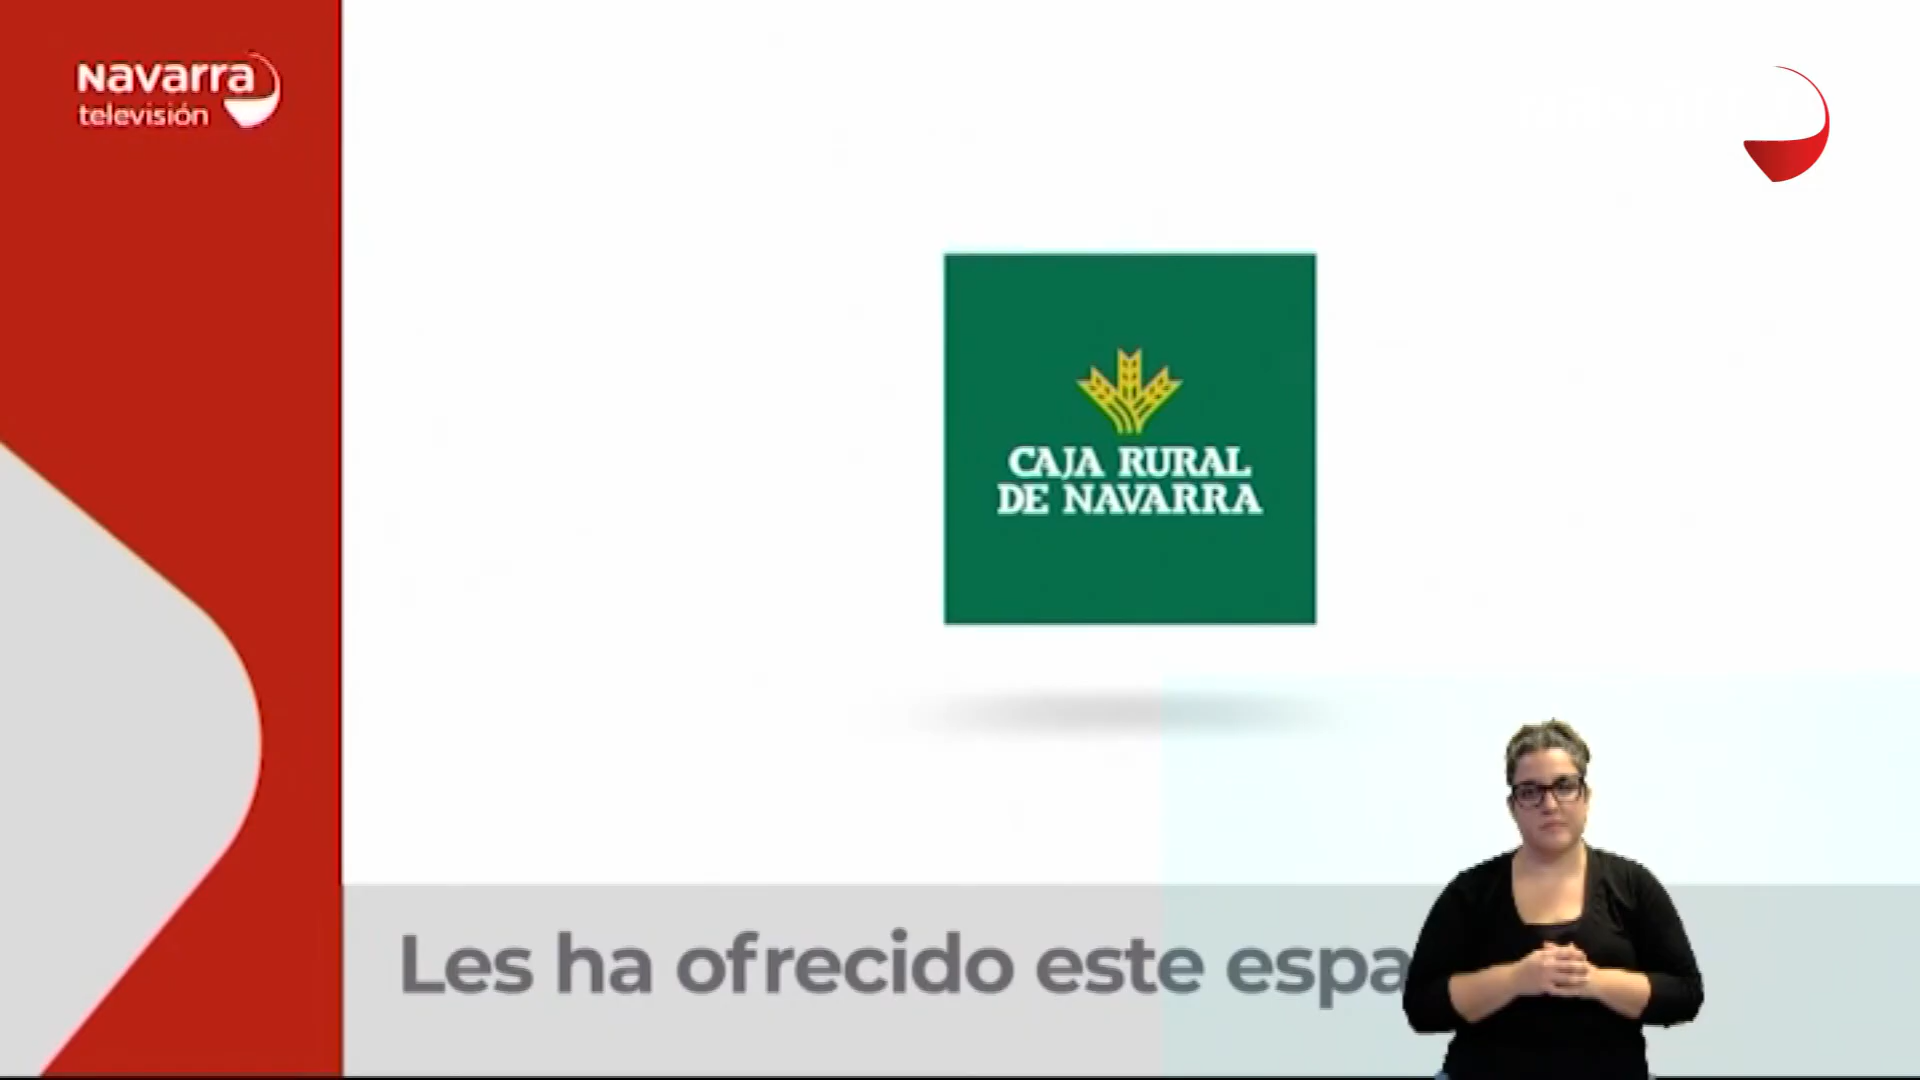 Navarra
televisión
CAJA RURAL
DE NAVARRA
Les ha ofrecido este espa